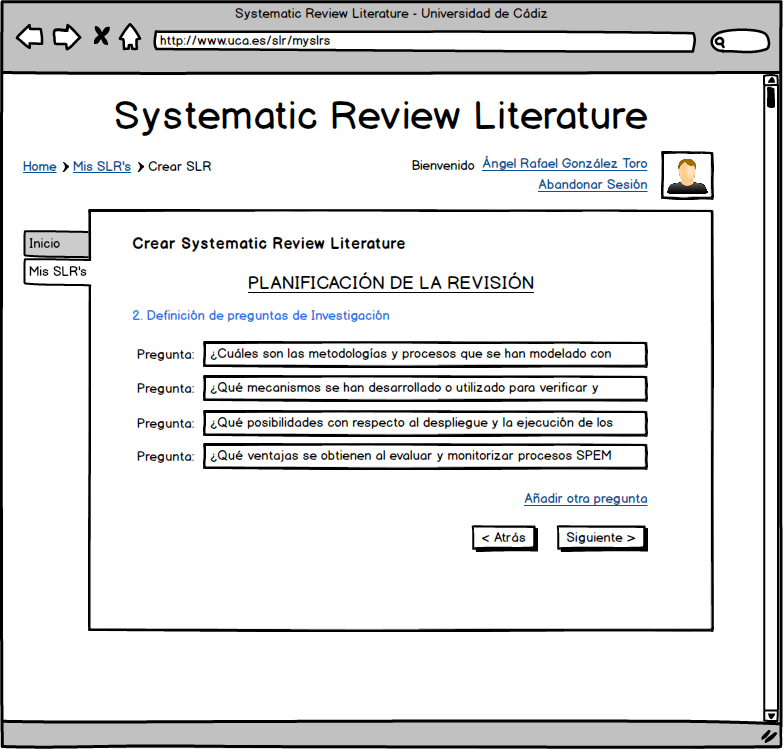 Systematic Review Literature - Universidad de Cádiz
http://www.uca.es/slr/myslrs
Systematic Review Literature
Home > Mis SLR's > Crear SLR
Bienvenido Ángel Rafael González Toro
Abandonar Sesión
Inicio
Mis SLR's
Crear Systematic Review Literature
PLANIFICACIÓN DE LA REVISIÓN
2. Definición de preguntas de Investigación
Pregunta: ¿Cuáles son las metodologías y procesos que se han modelado con
Pregunta: ¿Qué mecanismos se han desarrollado o utilizado para verificar y
Pregunta: ¿Qué posibilidades con respecto al despliegue y la ejecución de los
Pregunta: ¿Qué ventajas se obtienen al evaluar y monitorizar procesos SPEM
Añadir otra pregunta
< Atrás
Siguiente >